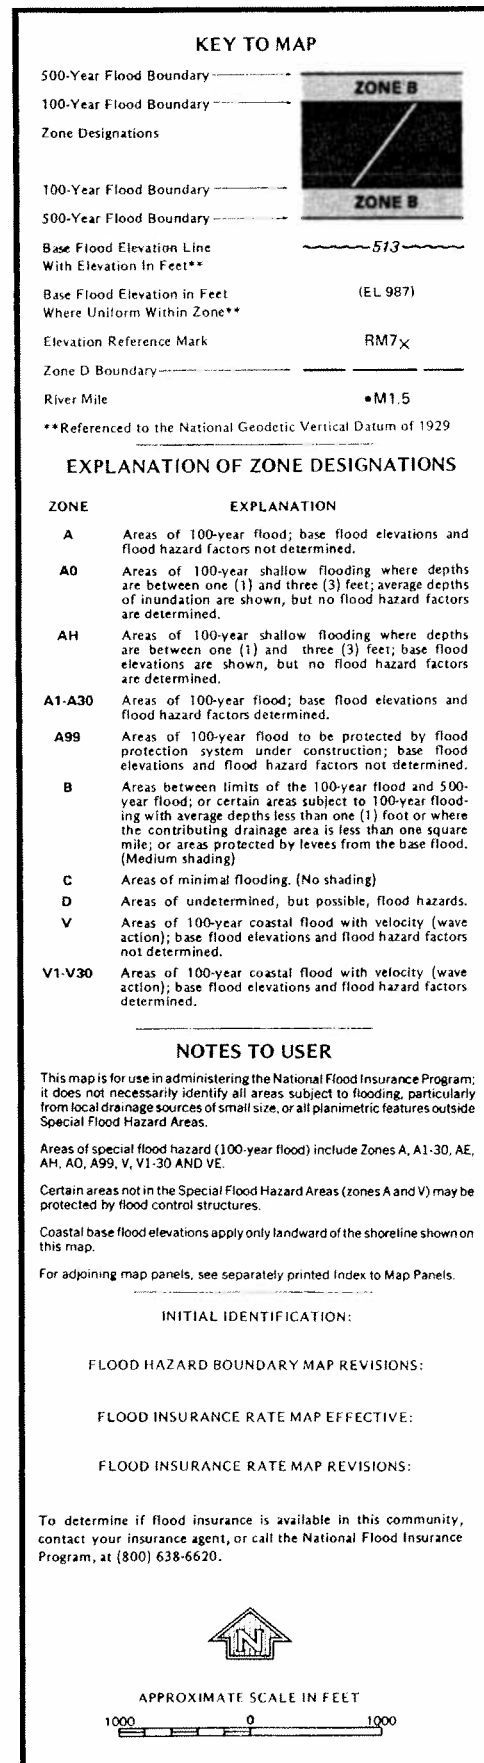 KEY TO MAP
500-Year Flood Boundary
ZONE B
100-Year Flood Boundary
Zone Designations
100-Year Flood Boundary
ZONE B
500-Year Flood Boundary
Base Flood Elevation Line
With Elevation In Feet**
513
Base Flood Elevation in Feet
Where Uniform Within Zone**
(EL 987)
Elevation Reference Mark
RM7×
Zone D Boundary
River Mile
•M1.5
**Referenced to the National Geodetic Vertical Datum of 1929
EXPLANATION OF ZONE DESIGNATIONS
ZONE EXPLANATION
A Areas of 100-year flood; base flood elevations and
flood hazard factors not determined.
A0 Areas of 100-year shallow flooding where depths
are between one (1) and three (3) feet; average depths
of inundation are shown, but no flood hazard factors
are determined.
AH Areas of 100-year shallow flooding where depths
are between one (1) and three (3) feet; base flood
elevations are shown, but no flood hazard factors
are determined.
A1-A30 Areas of 100-year flood; base flood elevations and
flood hazard factors determined.
A99 Areas of 100-year flood to be protected by flood
protection system under construction; base flood
elevations and flood hazard factors not determined.
B Areas between limits of the 100-year flood and 500-
year flood; or certain areas subject to 100-year flood-
ing with average depths less than one (1) foot or where
the contributing drainage area is less than one square
mile; or areas protected by levees from the base flood.
(Medium shading)
C Areas of minimal flooding. (No shading)
D Areas of undetermined, but possible, flood hazards.
V Areas of 100-year coastal flood with velocity (wave
action); base flood elevations and flood hazard factors
not determined.
V1-V30 Areas of 100-year coastal flood with velocity (wave
action); base flood elevations and flood hazard factors
determined.
NOTES TO USER
This map is for use in administering the National Flood Insurance Program;
it does not necessarily identify all areas subject to flooding, particularly
from local drainage sources of small size, or all planimetric features outside
Special Flood Hazard Areas.
Areas of special flood hazard (100-year flood) include Zones A, A1-30, AE,
AH, AO, A99, V, V1-30 AND VE.
Certain areas not in the Special Flood Hazard Areas (zones A and V) may be
protected by flood control structures.
Coastal base flood elevations apply only landward of the shoreline shown on
this map.
For adjoining map panels, see separately printed Index to Map Panels.
INITIAL IDENTIFICATION:
FLOOD HAZARD BOUNDARY MAP REVISIONS:
FLOOD INSURANCE RATE MAP EFFECTIVE:
FLOOD INSURANCE RATE MAP REVISIONS:
To determine if flood insurance is available in this community,
contact your insurance agent, or call the National Flood Insurance
Program, at (800) 638-6620.
N
APPROXIMATE SCALE IN FEET
1000 0 1000